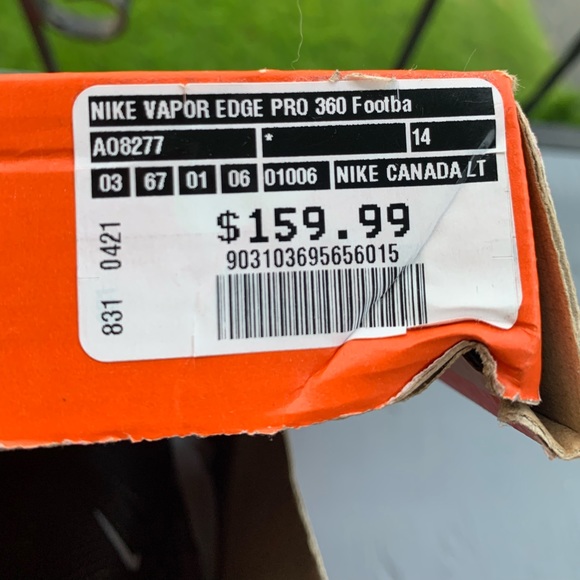 NIKE VAPOR EDGE PRO 360 Footba
AO8277 * 14
03 67 01 06 01006 NIKE CANADA LT
$159.99
903103695656015
831 0421